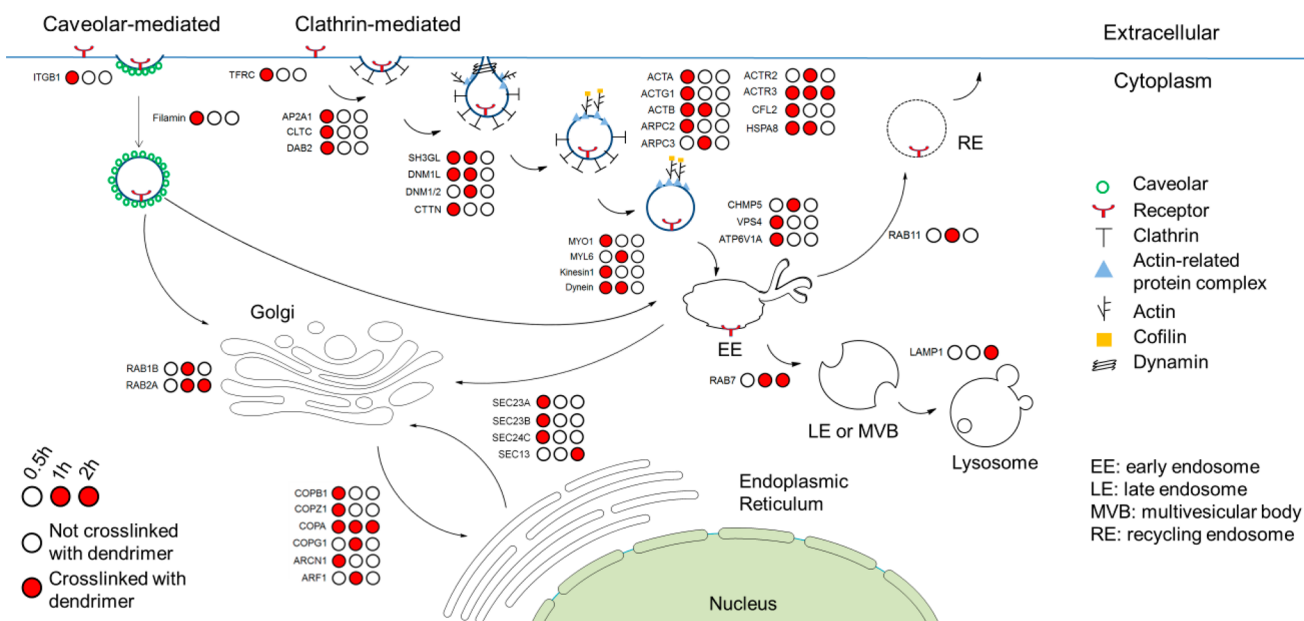 Caveolar-mediated
Clathrin-mediated
Extracellular
Cytoplasm
ITGB1
TFRC
Filamin
AP2A1
CLTC
DAB2
SH3GL
DNM1L
DNM1/2
CTTN
ACTA
ACTG1
ACTB
ARPC2
ARPC3
ACTR2
ACTR3
CFL2
HSPA8
RE
MYO1
MYL6
Kinesin1
Dynein
CHMP5
VPS4
ATP6V1A
RAB11
Caveolar
Receptor
Clathrin
Actin-related
protein complex
Actin
Cofilin
Dynamin
Golgi
EE
RAB1B
RAB2A
RAB7
LAMP1
LE or MVB
Lysosome
SEC23A
SEC23B
SEC24C
SEC13
COPB1
COPZ1
COPA
COPG1
ARCN1
ARF1
Endoplasmic
Reticulum
Nucleus
0.5h
1h
2h
Not crosslinked
with dendrimer
Crosslinked with
dendrimer
EE: early endosome
LE: late endosome
MVB: multivesicular body
RE: recycling endosome